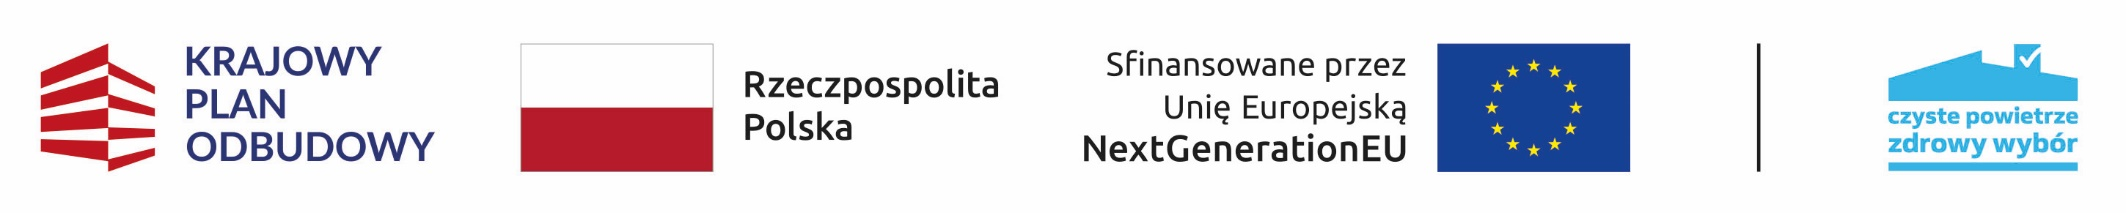 KRAJOWY
PLAN
ODBUDOWY
Rzeczpospolita
Polska
Sfinansowane przez
Unię Europejską
NextGenerationEU
czyste powietrze
zdrowy wybór